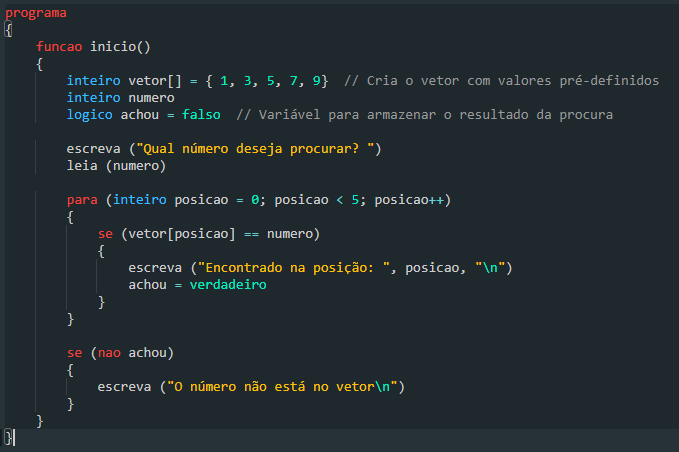 programa
{
funcao inicio()
{
inteiro vetor[] = { 1, 3, 5, 7, 9}  // Cria o vetor com valores pré-definidos
inteiro numero
logico achou = falso  // Variável para armazenar o resultado da procura
escreva ("Qual número deseja procurar? ")
leia (numero)
para (inteiro posicao = 0; posicao < 5; posicao++)
{
se (vetor[posicao] == numero)
{
escreva ("Encontrado na posição: ", posicao, "\n")
achou = verdadeiro
}
}
se (nao achou)
{
escreva ("O número não está no vetor\n")
}
}
}